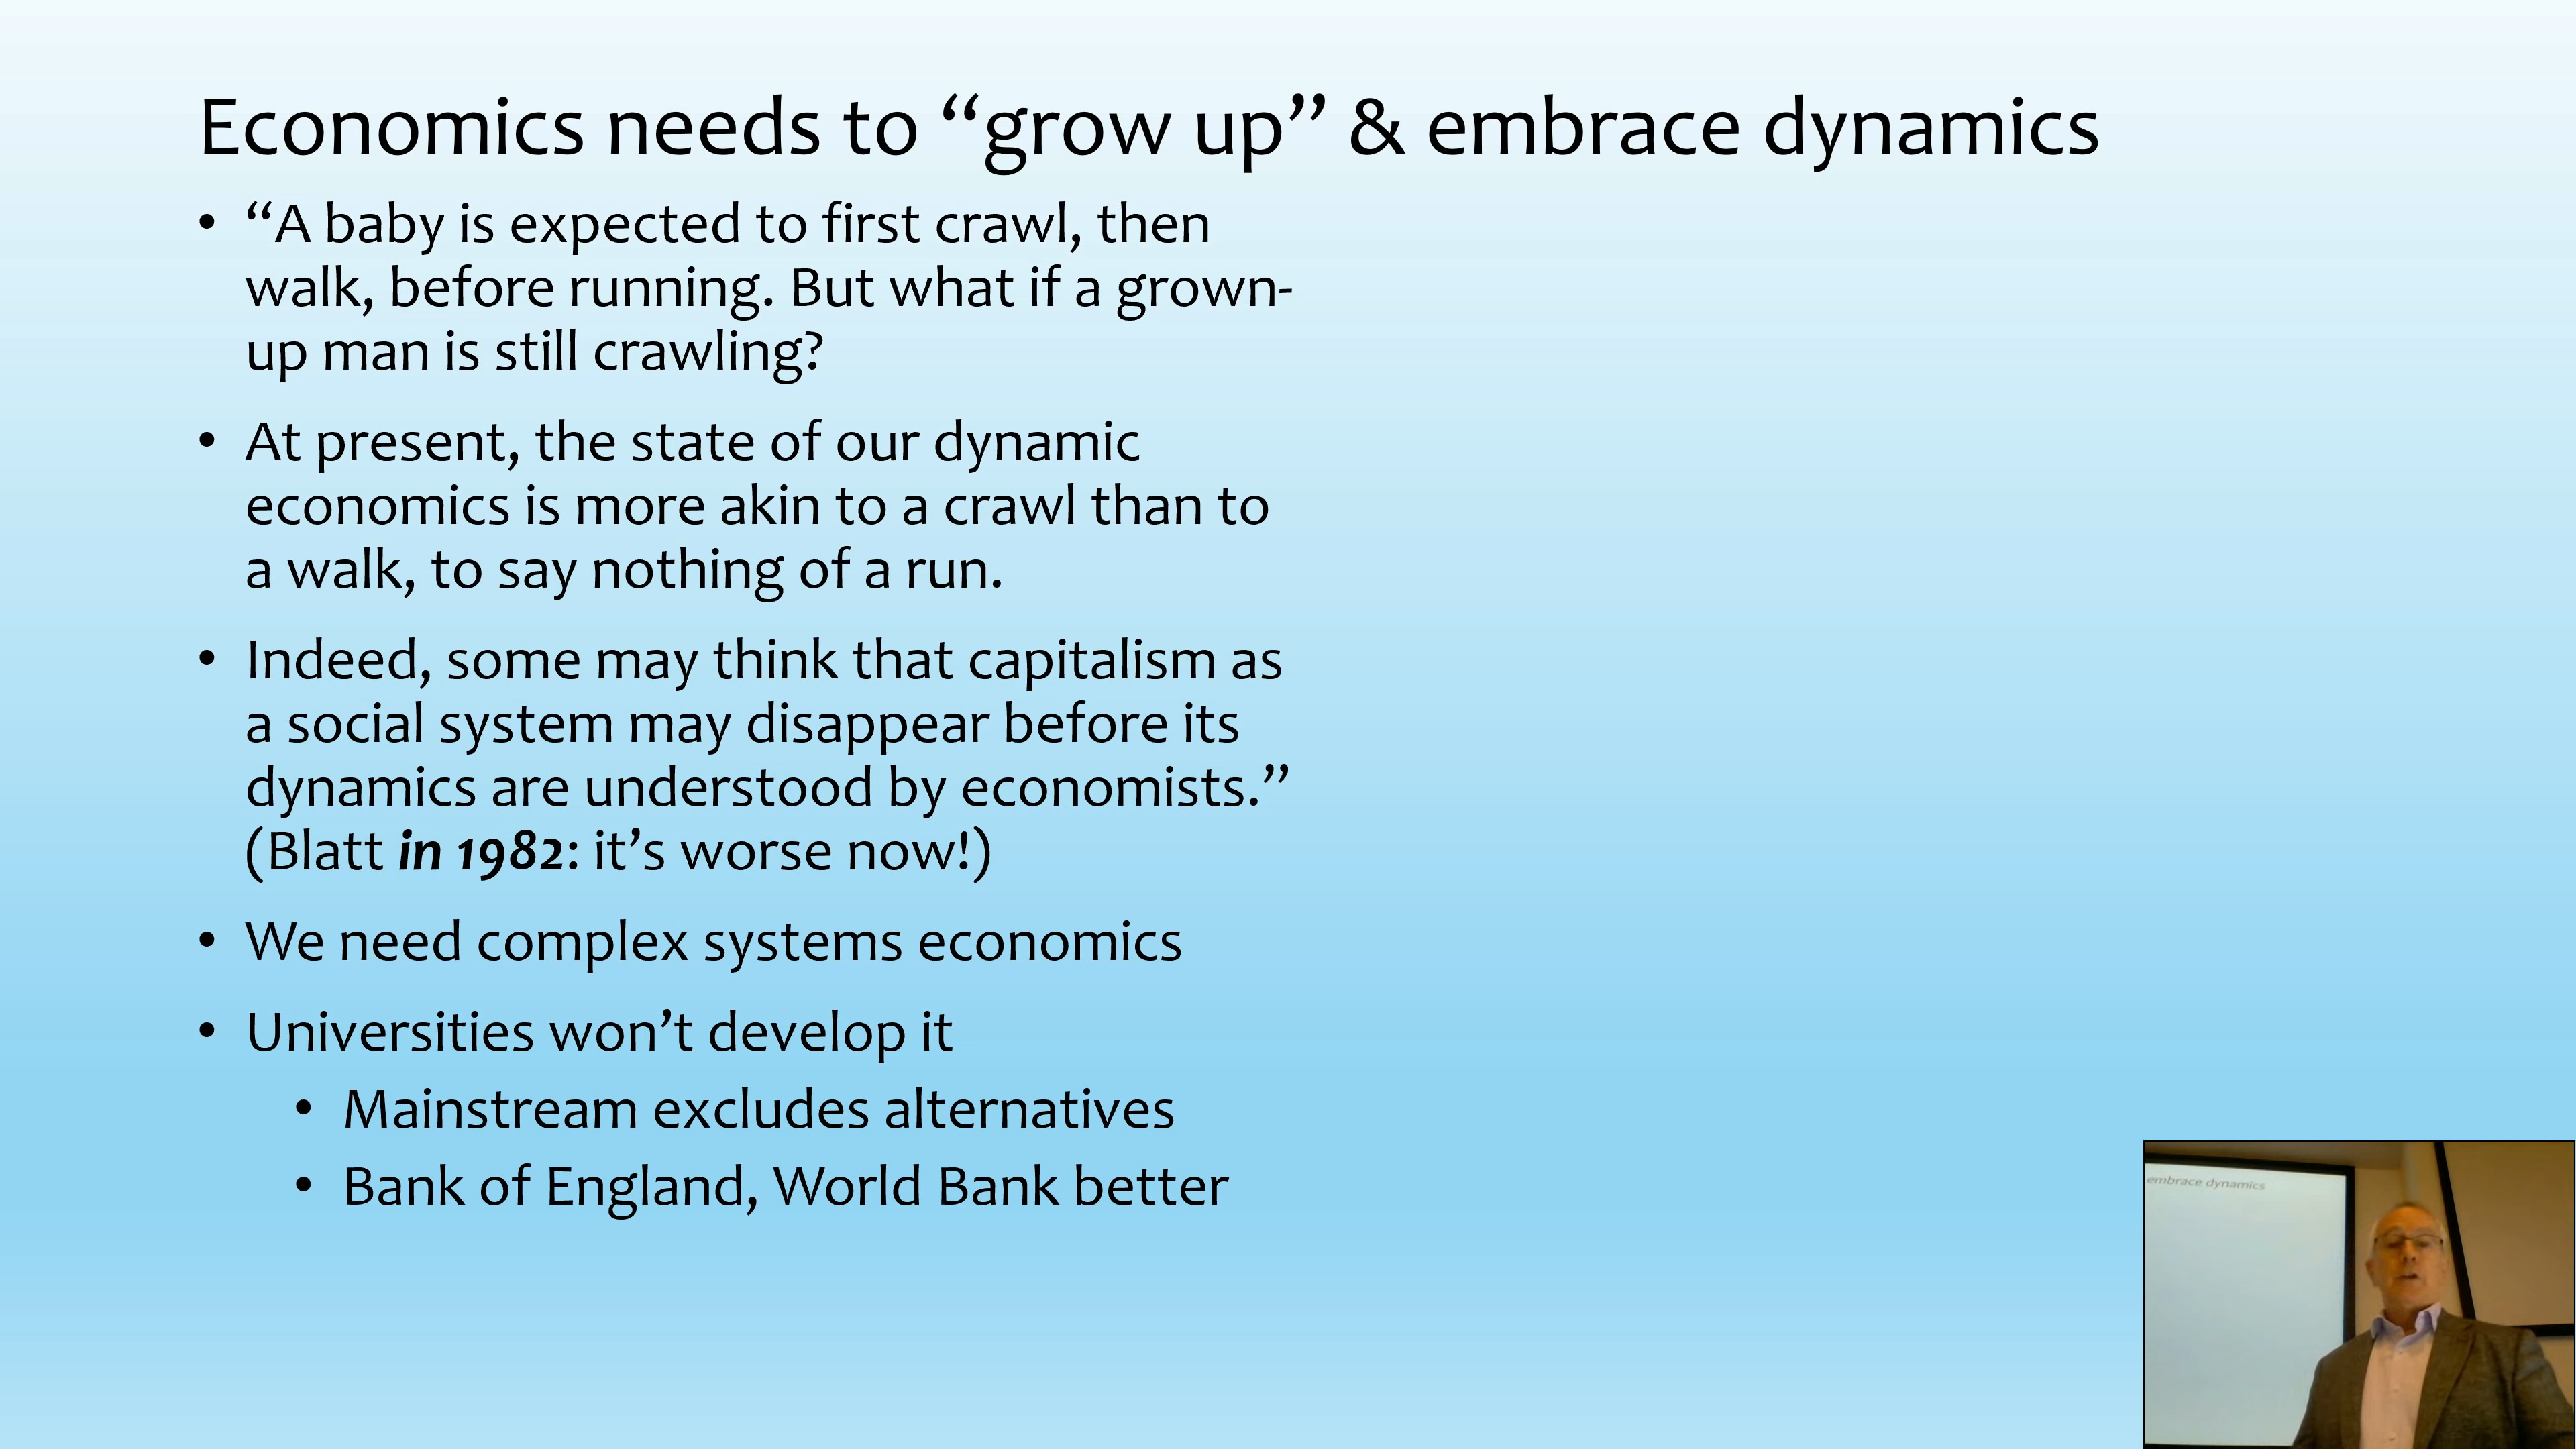 Economics needs to “grow up” & embrace dynamics
• “A baby is expected to first crawl, then
walk, before running. But what if a grown-
up man is still crawling?
• At present, the state of our dynamic
economics is more akin to a crawl than to
a walk, to say nothing of a run.
• Indeed, some may think that capitalism as
a social system may disappear before its
dynamics are understood by economists.”
(Blatt in 1982: it’s worse now!)
• We need complex systems economics
• Universities won’t develop it
• Mainstream excludes alternatives
• Bank of England, World Bank better
embrace dynamics